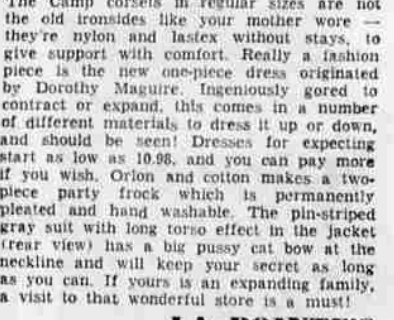 The Camp corsets in regular sizes are not
the old ironsides like your mother wore —
they're nylon and lastex without stays, to
give support with comfort. Really a fashion
piece is the new one-piece dress originated
by Dorothy Maguire. Ingeniously gored to
contract or expand, this comes in a number
of different materials to dress it up or down,
and should be seen! Dresses for expecting
start as low as 10.98, and you can pay more
if you wish. Orlon and cotton makes a two-
piece party frock which is permanently
pleated and hand washable. The pin-striped
gray suit with long torso effect in the jacket
(rear view) has a big pussy cat bow at the
neckline and will keep your secret as long
as you can. If yours is an expanding family,
a visit to that wonderful store is a must!